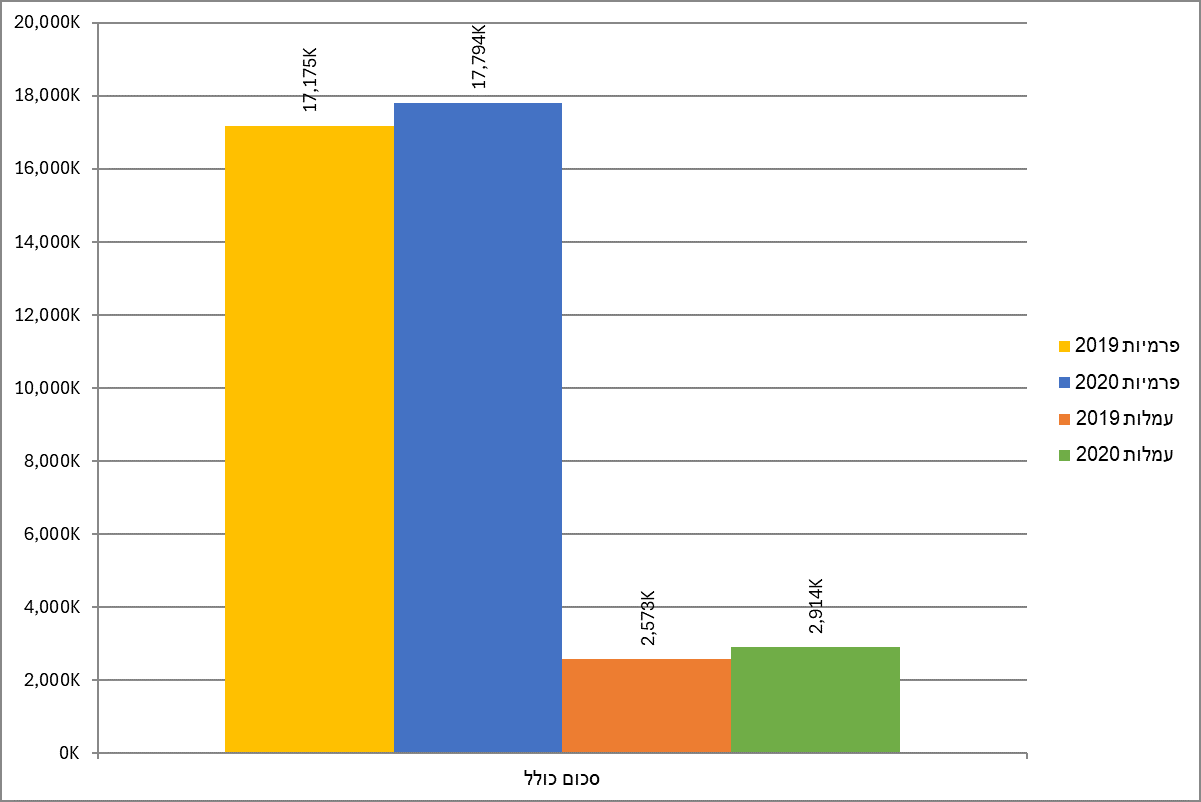 20,000K
18,000K
16,000K
14,000K
12,000K
10,000K
8,000K
6,000K
4,000K
2,000K
0K
17,175K
17,794K
2,573K
2,914K
סכום כולל
פרמיות 2019
פרמיות 2020
עמלות 2019
עמלות 2020